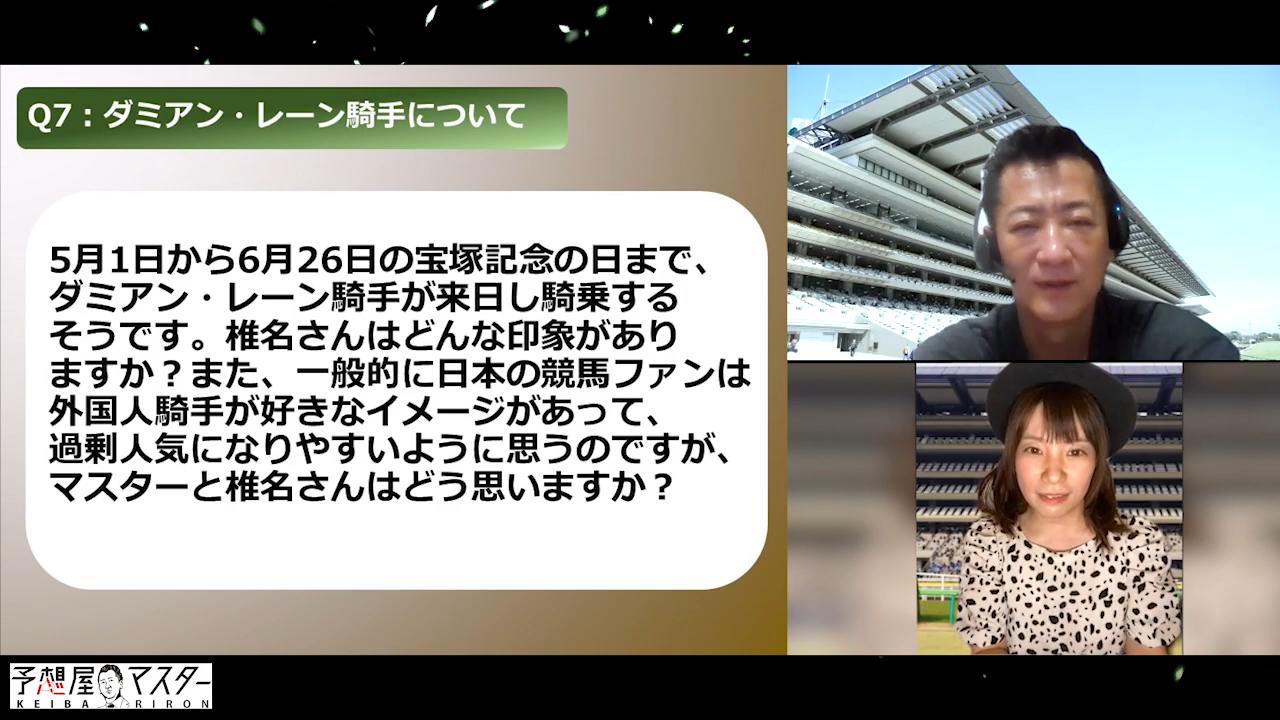 Q7：ダミアン・レーン騎手について
5月1日から6月26日の宝塚記念の日まで、
ダミアン・レーン騎手が来日し騎乗する
そうです。椎名さんはどんな印象があり
ますか？また、一般的に日本の競馬ファンは
外国人騎手が好きなイメージがあって、
過剰人気になりやすいように思うのですが、
マスターと椎名さんはどう思いますか？
予想屋マスター
KEIBA RIRON